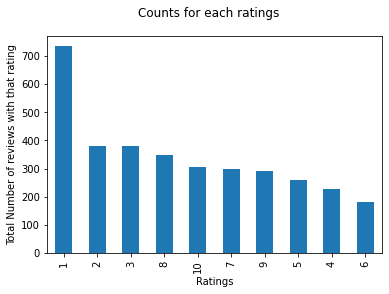 Counts for each ratings
Total Number of reviews with that rating
700
600
500
400
300
200
100
0
1 2 3 8 10 7 9 5 4 6
Ratings